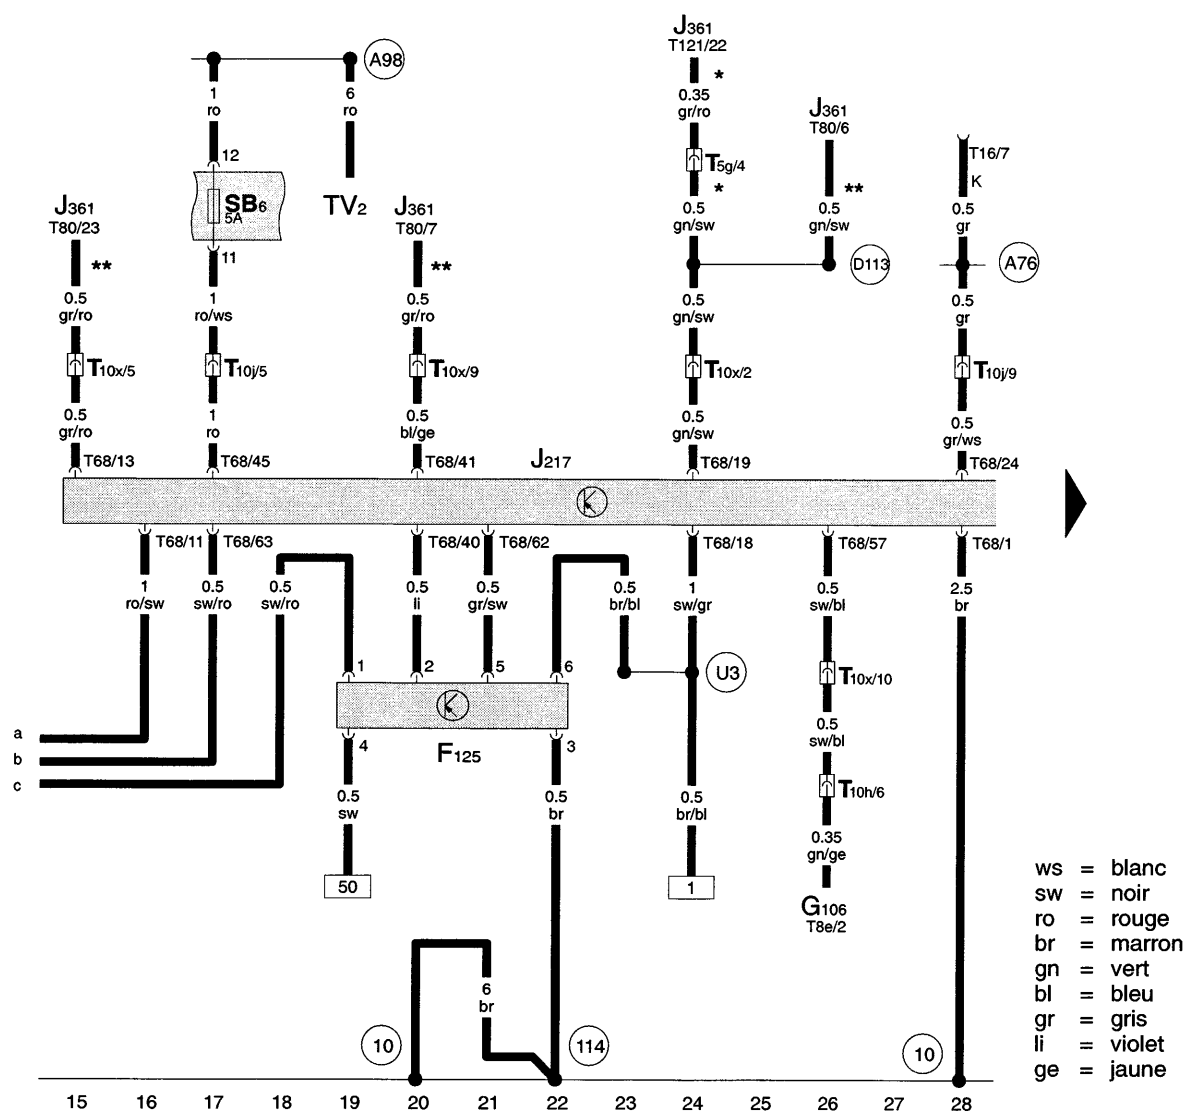 J361
T121/22
*
A98
1
ro
6
ro
0.35
gr/ro
J361
T80/6
12
T5g/4
T16/7
*
**
K
SB6
5A
TV2
J361
T80/23
J361
T80/7
0.5
gn/sw
0.5
gn/sw
0.5
gr
11
**
**
D113
A76
0.5
gr/ro
1
ro/ws
0.5
gr/ro
0.5
gn/sw
0.5
gr
T10x/5
T10j/5
T10x/9
T10x/2
T10j/9
0.5
gr/ro
1
ro
0.5
bl/ge
0.5
gn/sw
0.5
gr/ws
T68/13
T68/45
T68/41
J217
T68/19
T68/24
T68/11
T68/63
T68/40
T68/62
T68/18
T68/57
T68/1
1
ro/sw
0.5
sw/ro
0.5
sw/ro
0.5
li
0.5
gr/sw
0.5
br/bl
1
sw/gr
0.5
sw/bl
2.5
br
1
2
5
6
U3
T10x/10
a
b
c
4
F125
3
0.5
sw/bl
0.5
sw
0.5
br
0.5
br/bl
T10h/6
0.35
gn/ge
50
1
G106
T8e/2
ws = blanc
sw = noir
ro = rouge
br = marron
gn = vert
bl = bleu
gr = gris
li = violet
ge = jaune
6
br
10
114
10
15 16 17 18 19 20 21 22 23 24 25 26 27 28